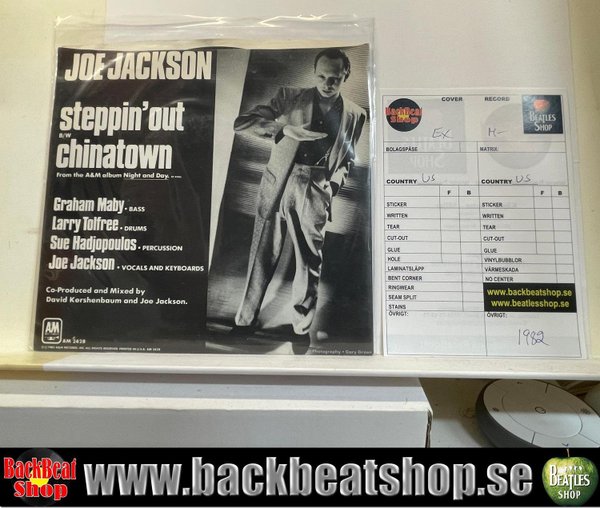 JOE JACKSON
steppin' out
B/W
chinatown
From the A&M album Night and Day.
Graham Maby • BASS
Larry Tolfree • DRUMS
Sue Hadjopoulos • PERCUSSION
Joe Jackson • VOCALS AND KEYBOARDS
Co-Produced and Mixed by
David Kershenbaum and Joe Jackson.
A&M
RECORDS
AM 2428
Photography • Gary Green
COVER RECORD
BackBeat
Shop
BEATLES
SHOP
EX M-
BOLAGSPÅSE MATRIX:
COUNTRY US COUNTRY US
F B F B
STICKER STICKER
WRITTEN WRITTEN
TEAR TEAR
CUT-OUT CUT-OUT
GLUE GLUE
HOLE VINYLBUBBLOR
LAMINATSLÄPP VÄRMESKADA
BENT CORNER NO CENTER
RINGWEAR
SEAM SPLIT
STAINS
www.backbeatshop.se
www.beatlesshop.se
ÖVRIGT: ÖVRIGT:
1982
BackBeat
Shop
www.backbeatshop.se
BEATLES
SHOP